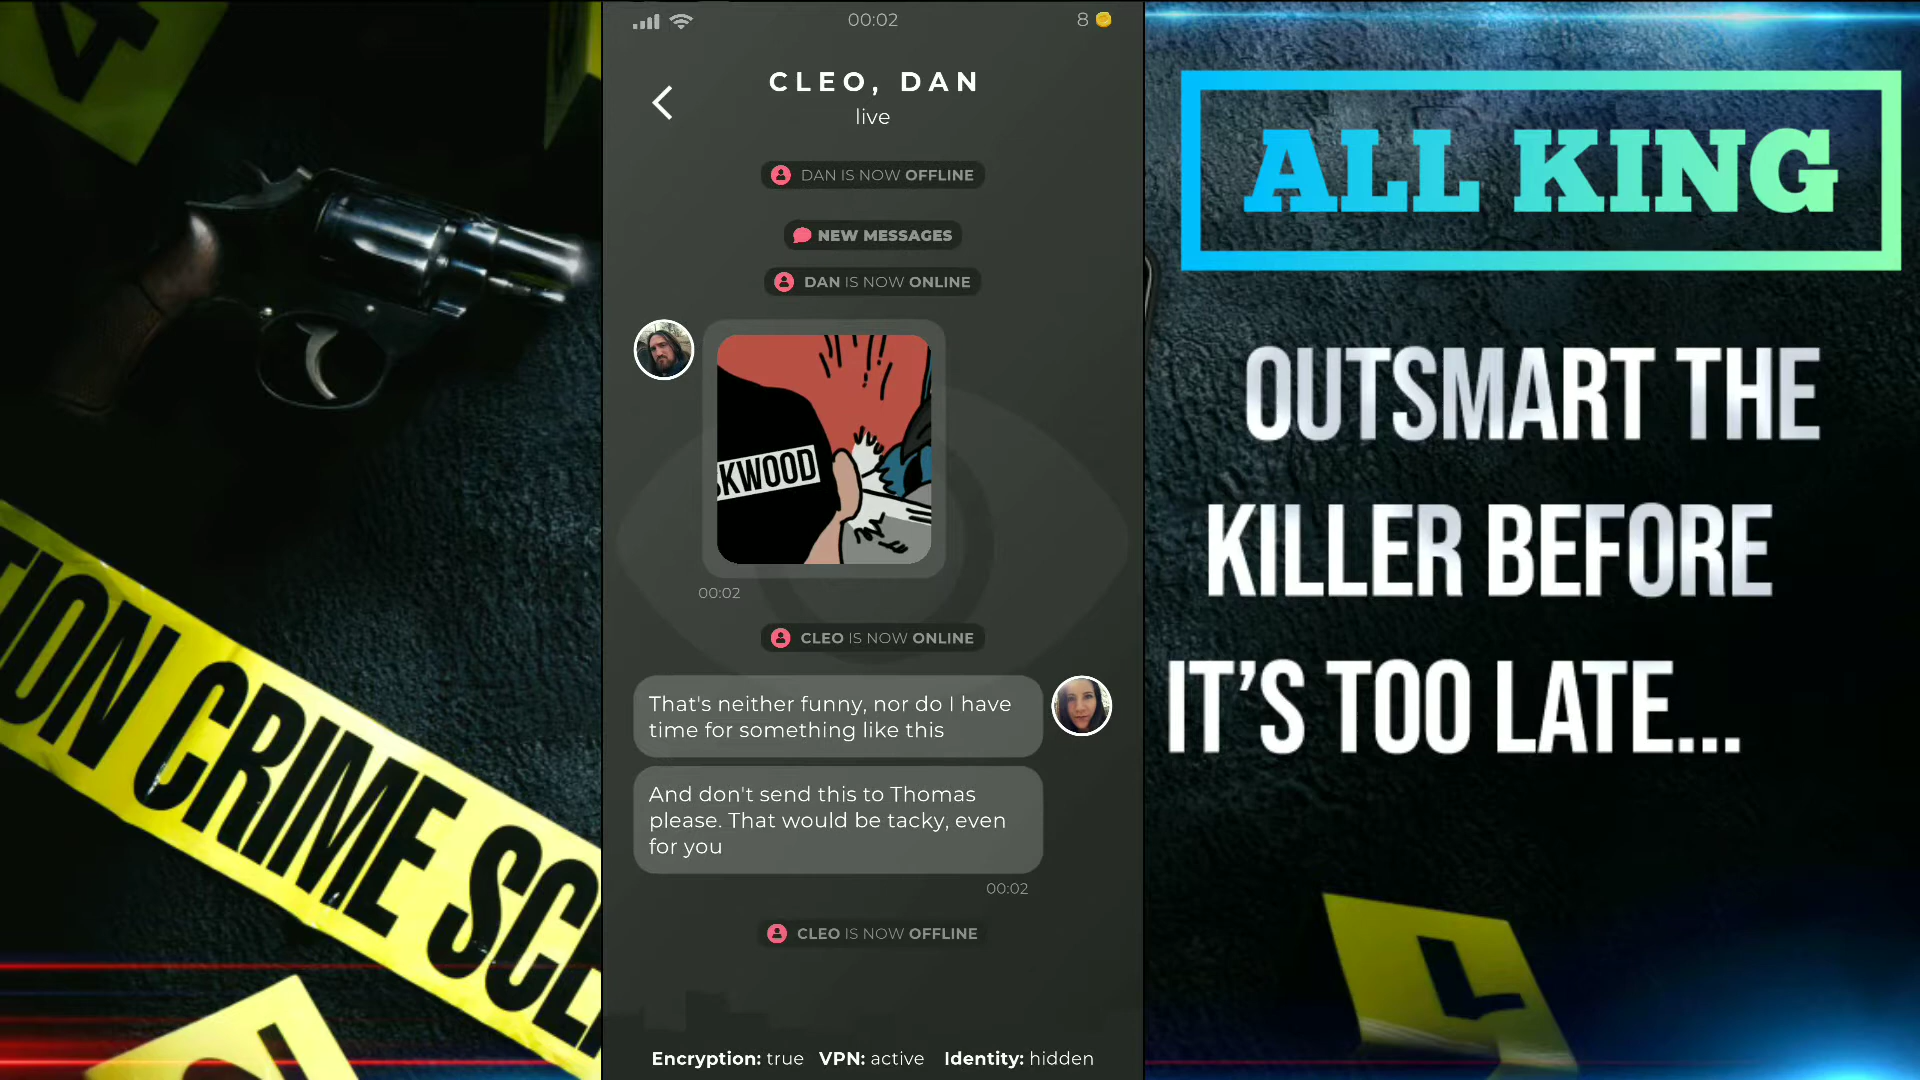 00:02
8
CLEO, DAN
live
DAN IS NOW OFFLINE
NEW MESSAGES
DAN IS NOW ONLINE
KWOOD
00:02
CLEO IS NOW ONLINE
That's neither funny, nor do I have
time for something like this
And don't send this to Thomas
please. That would be tacky, even
for you
00:02
CLEO IS NOW OFFLINE
Encryption: true VPN: active Identity: hidden
TION CRIME SCE
ALL KING
OUTSMART THE
KILLER BEFORE
IT'S TOO LATE...